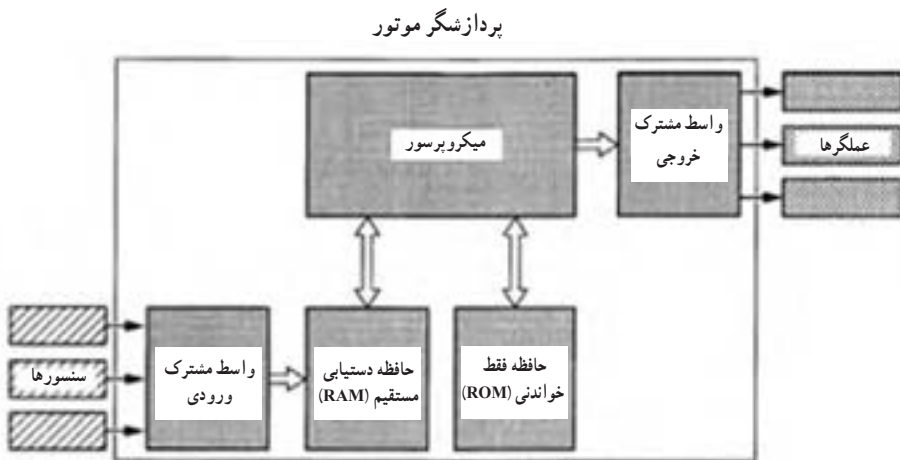 پردازشگر موتور
میکروپرسور
واسط مشترک
خروجی
عملگرها
سنسورها
واسط مشترک
ورودی
حافظه دستیابی
مستقیم (RAM)
حافظه فقط
خواندنی (ROM)